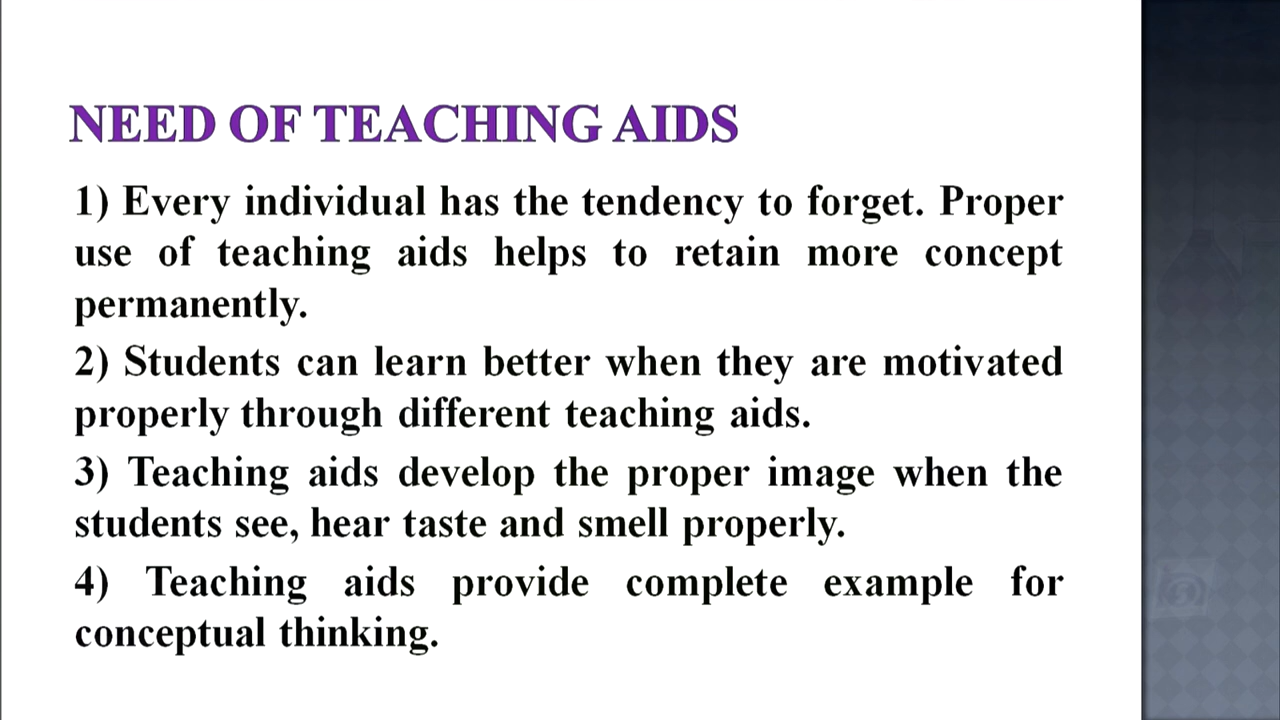 NEED OF TEACHING AIDS
1) Every individual has the tendency to forget. Proper
use of teaching aids helps to retain more concept
permanently.
2) Students can learn better when they are motivated
properly through different teaching aids.
3) Teaching aids develop the proper image when the
students see, hear taste and smell properly.
4) Teaching aids provide complete example for
conceptual thinking.